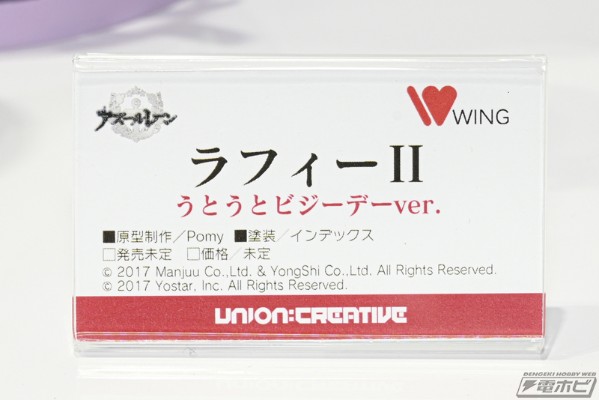 アズールレーン
WING
ラフィーII
うとうとビジーデーver.
■原型制作／Pomy ■塗装／インデックス
□発売未定 □価格／未定
© 2017 Manjuu Co.,Ltd. & YongShi Co.,Ltd. All Rights Reserved.
© 2017 Yostar, Inc. All Rights Reserved.
UNION:CREATIVE
DENGEKI HOBBY WEB
電ホビ